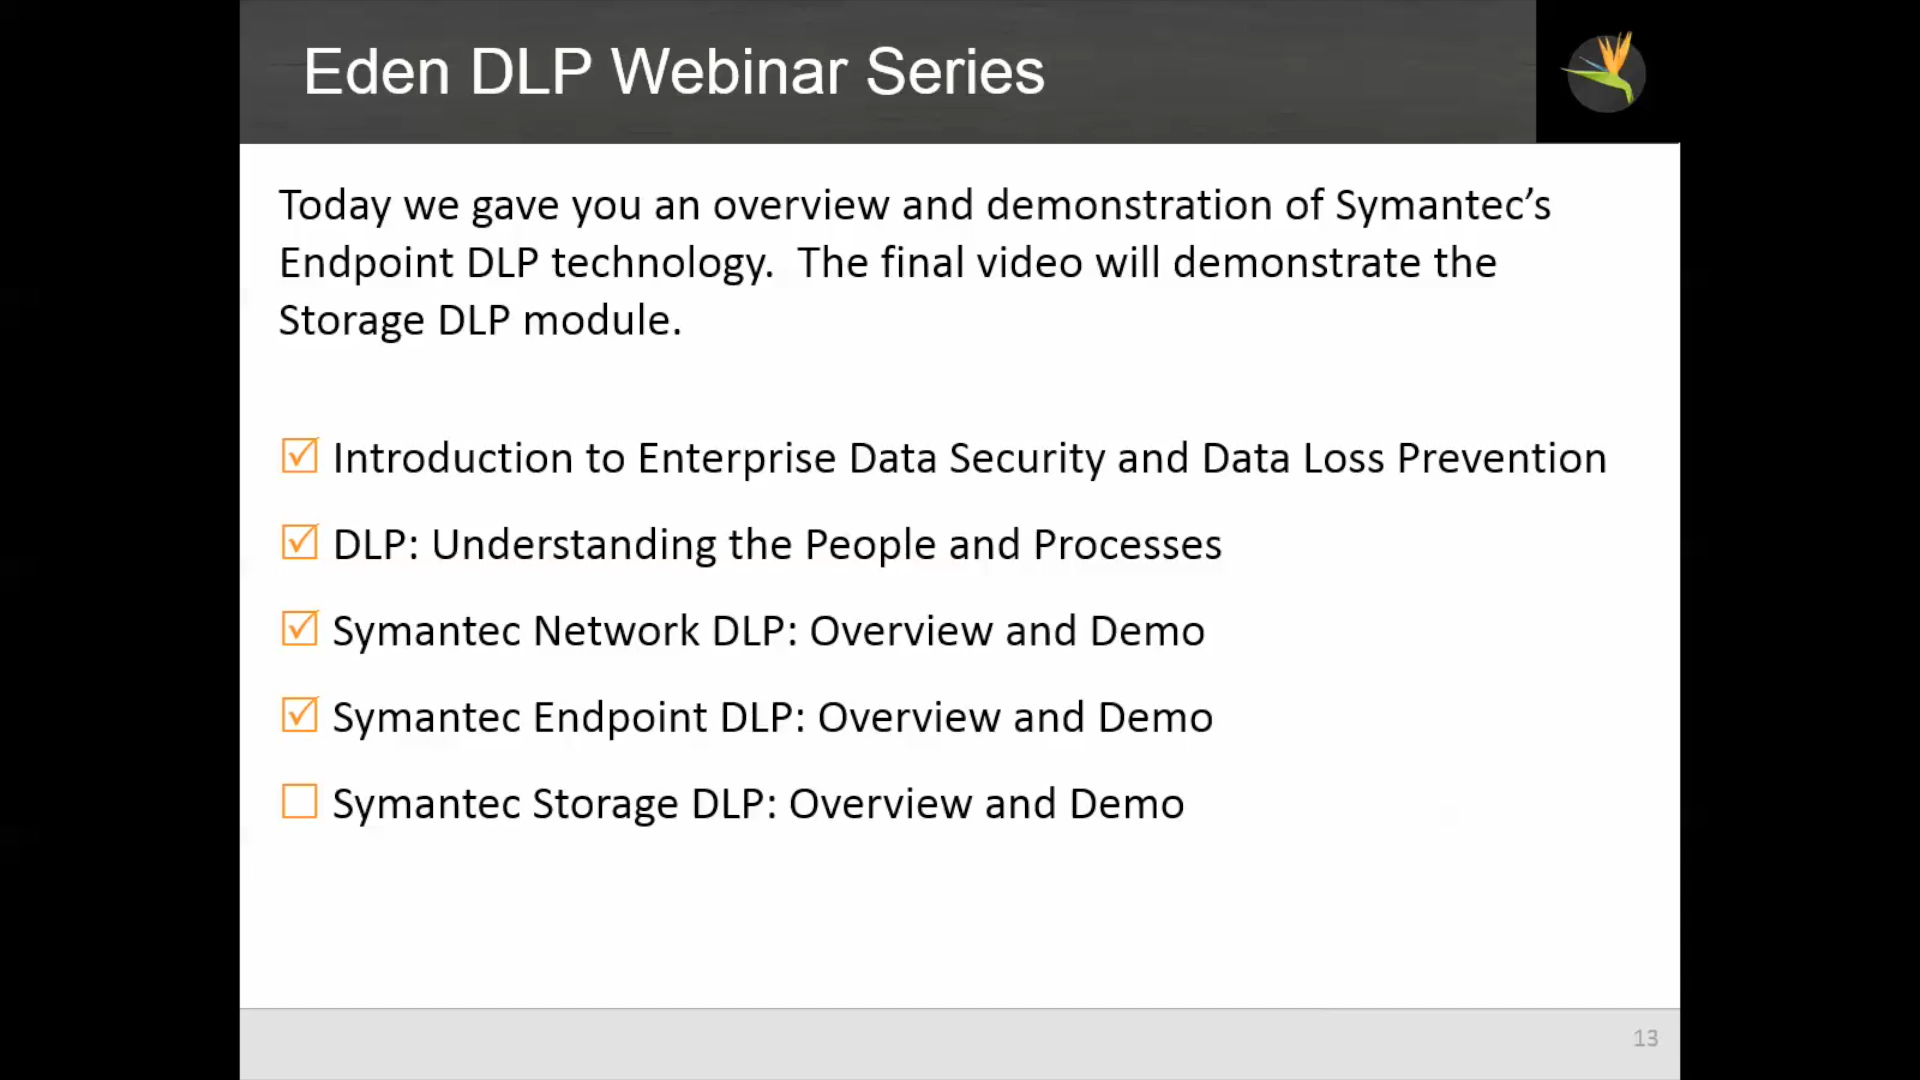 Eden DLP Webinar Series
Today we gave you an overview and demonstration of Symantec’s
Endpoint DLP technology.  The final video will demonstrate the
Storage DLP module.
Introduction to Enterprise Data Security and Data Loss Prevention
DLP: Understanding the People and Processes
Symantec Network DLP: Overview and Demo
Symantec Endpoint DLP: Overview and Demo
Symantec Storage DLP: Overview and Demo
13